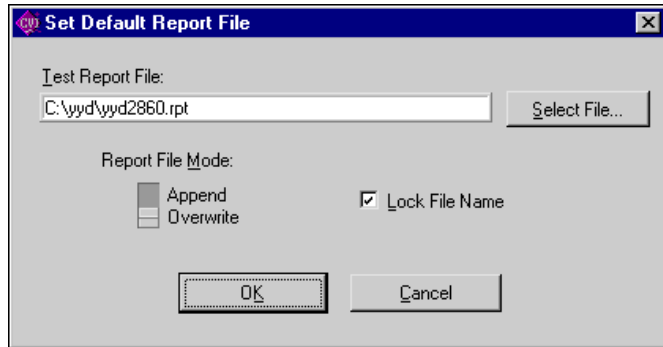 CVI Set Default Report File
Test Report File:
C:\yyd\yyd2860.rpt
Select File...
Report File Mode:
Append
Overwrite
Lock File Name
OK
Cancel